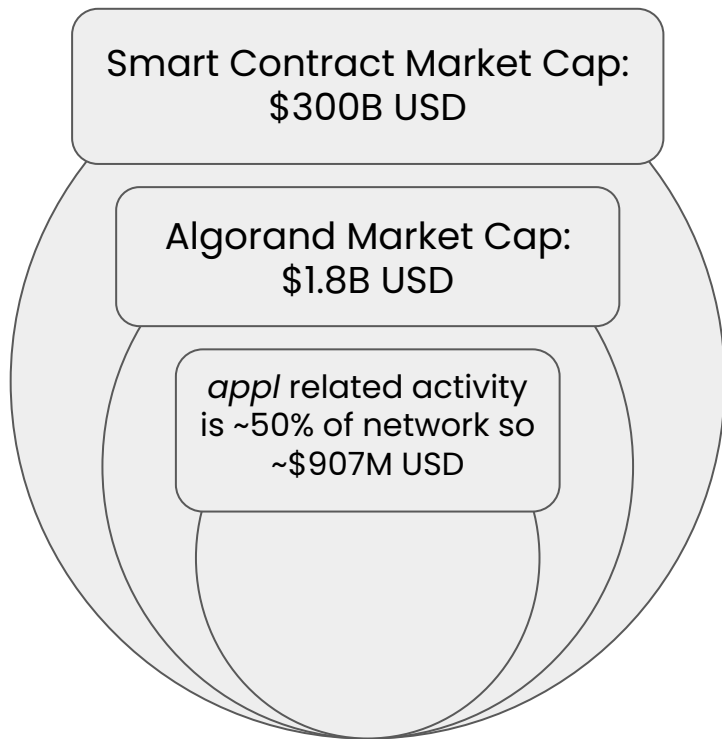 Smart Contract Market Cap:
$300B USD
Algorand Market Cap:
$1.8B USD
appl related activity
is ~50% of network so
~$907M USD